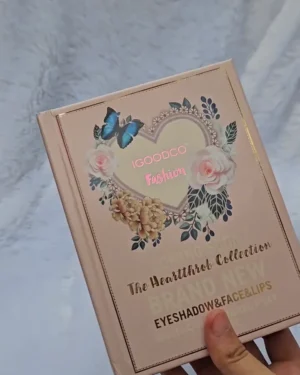 IGOODCO
Fashion
The Heartthrob Collection
BRAND NEW
EYESHADOW&FACE&LIPS